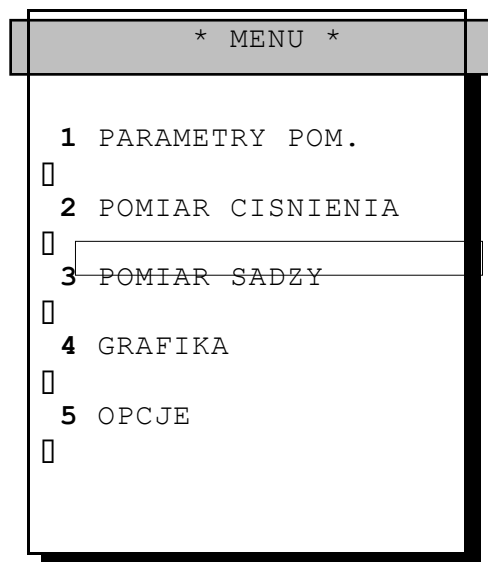 * MENU *
1 PARAMETRY POM.
2 POMIAR CISNIENIA
3 POMIAR SADZY
4 GRAFIKA
5 OPCJE